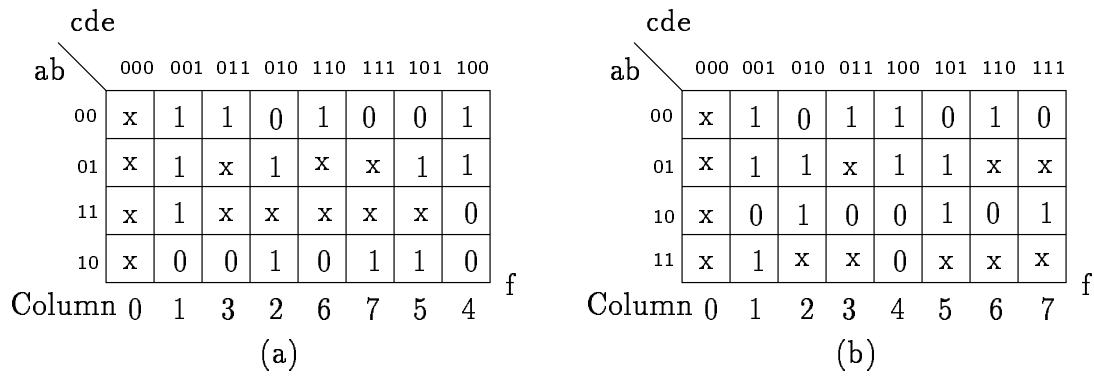 cde cde
ab 000 001 011 010 110 111 101 100 ab 000 001 010 011 100 101 110 111
00 x 1 1 0 1 0 0 1 00 x 1 0 1 1 0 1 0
01 x 1 x 1 x x 1 1 01 x 1 1 x 1 1 x x
11 x 1 x x x x x 0 10 x 0 1 0 0 1 0 1
10 x 0 0 1 0 1 1 0 11 x 1 x x 0 x x x
f f
Column 0 1 3 2 6 7 5 4 Column 0 1 2 3 4 5 6 7
(a) (b)